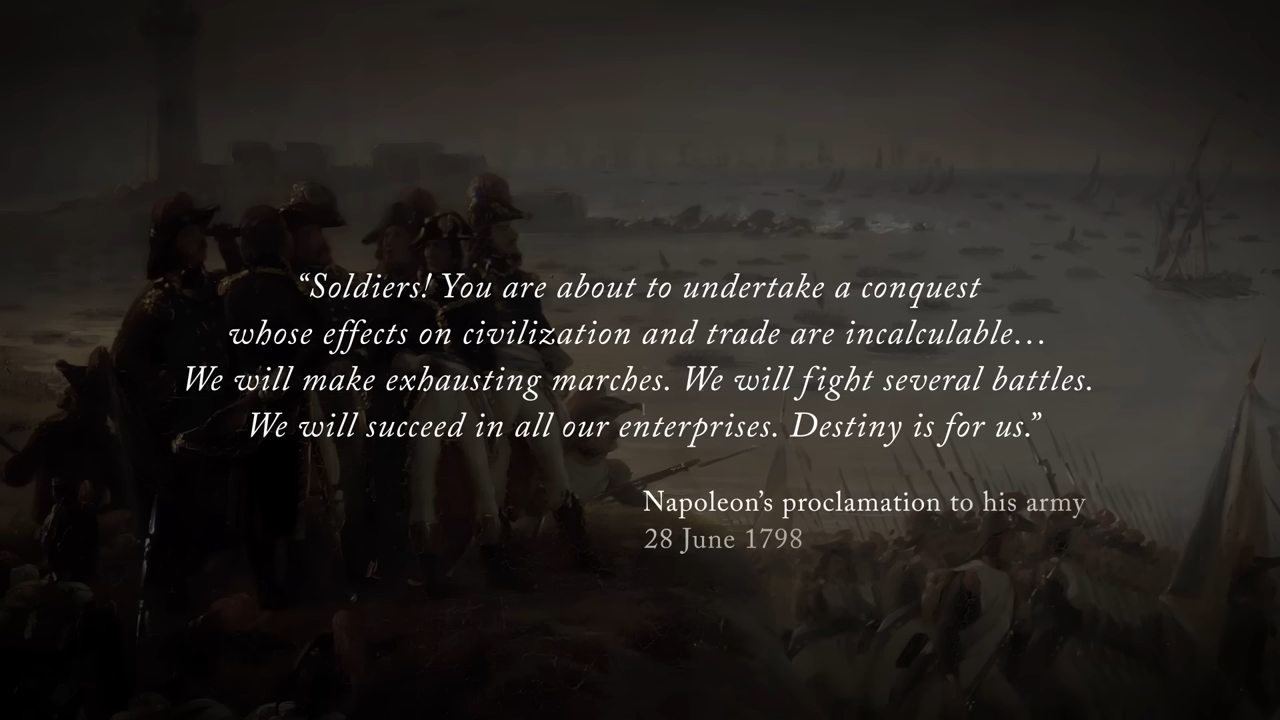 “Soldiers! You are about to undertake a conquest
whose effects on civilization and trade are incalculable…
We will make exhausting marches. We will fight several battles.
We will succeed in all our enterprises. Destiny is for us.”
Napoleon’s proclamation to his army
28 June 1798